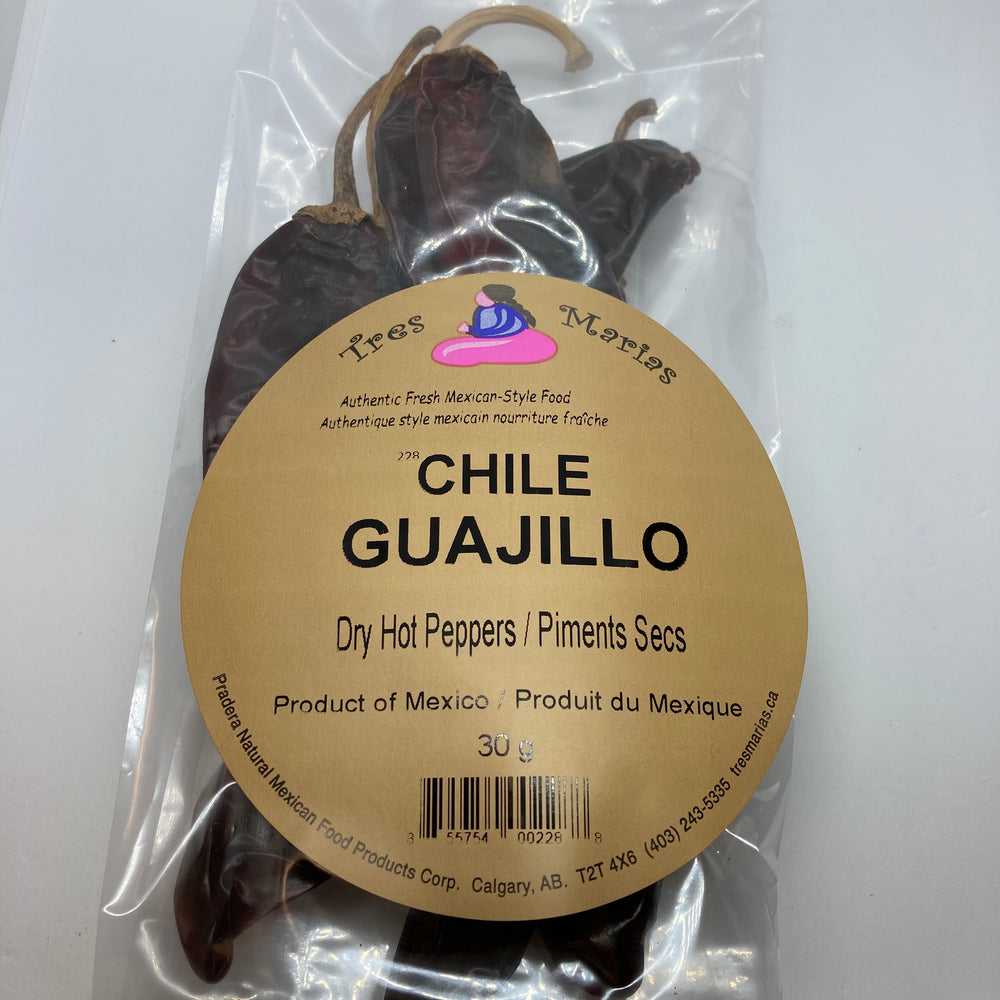 Tres Marias
Authentic Fresh Mexican-Style Food
Authentique style mexicain nourriture fraîche
228
CHILE
GUAJILLO
Dry Hot Peppers / Piments Secs
Product of Mexico / Produit du Mexique
30 g
3 55754 00228 8
Pradera Natural Mexican Food Products Corp. Calgary, AB. T2T 4X6 (403) 243-5335 tresmarias.ca